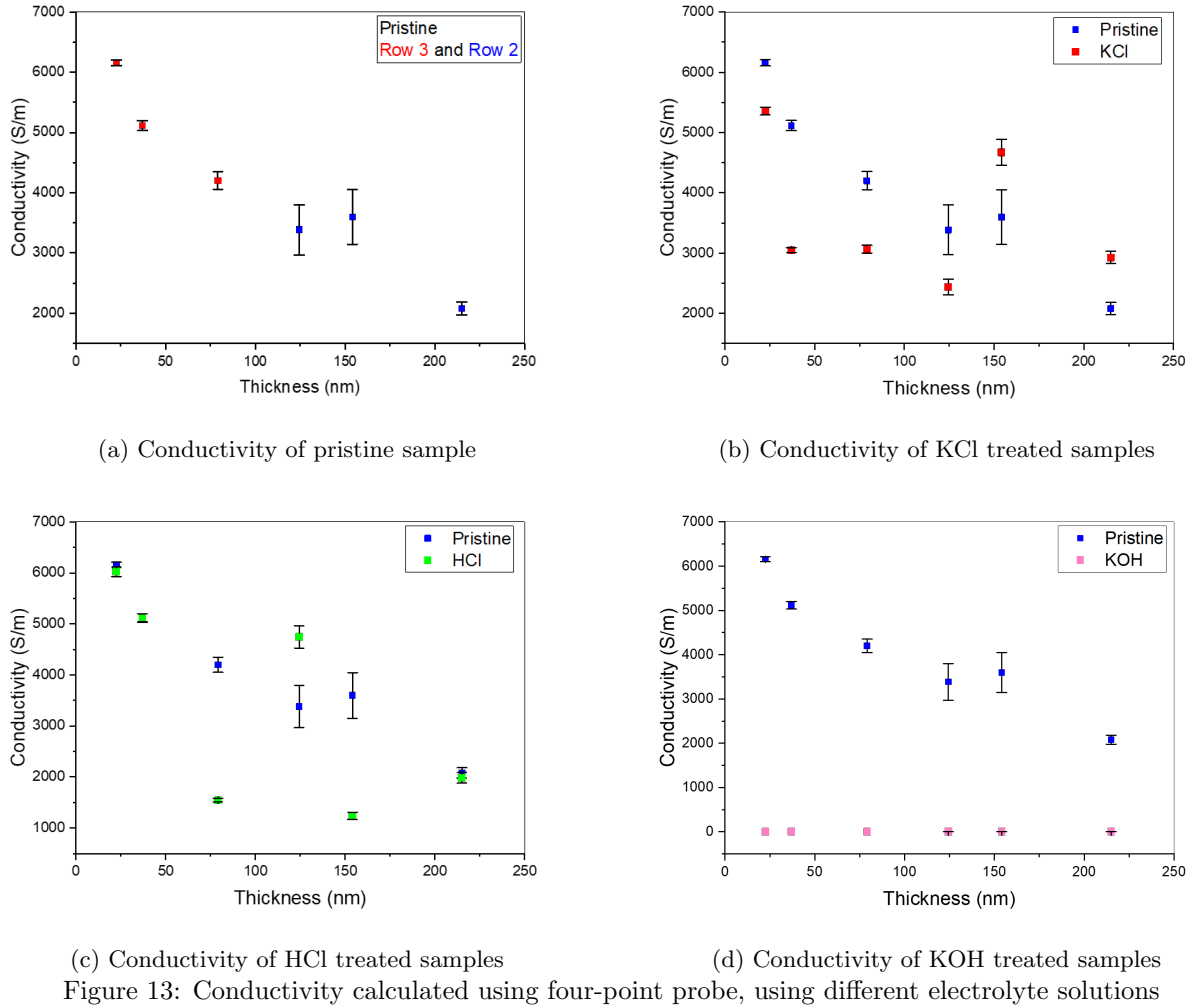 7000
6000
5000
4000
3000
2000
Conductivity (S/m)
0
50
100
150
200
250
Thickness (nm)
Pristine
Row 3 and Row 2
(a) Conductivity of pristine sample
7000
6000
5000
4000
3000
2000
Conductivity (S/m)
0
50
100
150
200
250
Thickness (nm)
Pristine
KCl
(b) Conductivity of KCl treated samples
7000
6000
5000
4000
3000
2000
1000
Conductivity (S/m)
0
50
100
150
200
250
Thickness (nm)
Pristine
HCl
(c) Conductivity of HCl treated samples
7000
6000
5000
4000
3000
2000
1000
0
Conductivity (S/m)
0
50
100
150
200
250
Thickness (nm)
Pristine
KOH
(d) Conductivity of KOH treated samples
Figure 13: Conductivity calculated using four-point probe, using different electrolyte solutions